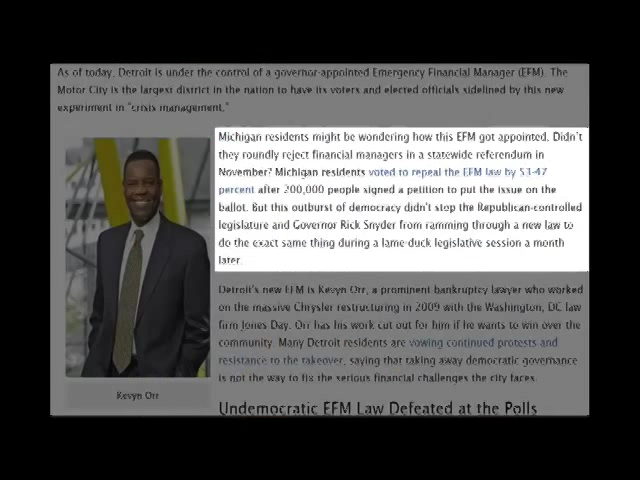 As of today, Detroit is under the control of a governor-appointed Emergency Financial Manager (EFM). The
Motor City is the largest district in the nation to have its voters and elected officials sidelined by this new
experiment in "crisis management."
Michigan residents might be wondering how this EFM got appointed. Didn't
they roundly reject financial managers in a statewide referendum in
November? Michigan residents voted to repeal the EFM law by 53-47
percent after 200,000 people signed a petition to put the issue on the
ballot. But this outburst of democracy didn't stop the Republican-controlled
legislature and Governor Rick Snyder from ramming through a new law to
do the exact same thing during a lame-duck legislative session a month
later.
Detroit's new EFM is Kevyn Orr, a prominent bankruptcy lawyer who worked
on the massive Chrysler restructuring in 2009 with the Washington, DC law
firm Jones Day. Orr has his work cut out for him if he wants to win over the
community. Many Detroit residents are vowing continued protests and
resistance to the takeover, saying that taking away democratic governance
is not the way to fix the serious financial challenges the city faces.
Kevyn Orr
Undemocratic EFM Law Defeated at the Polls